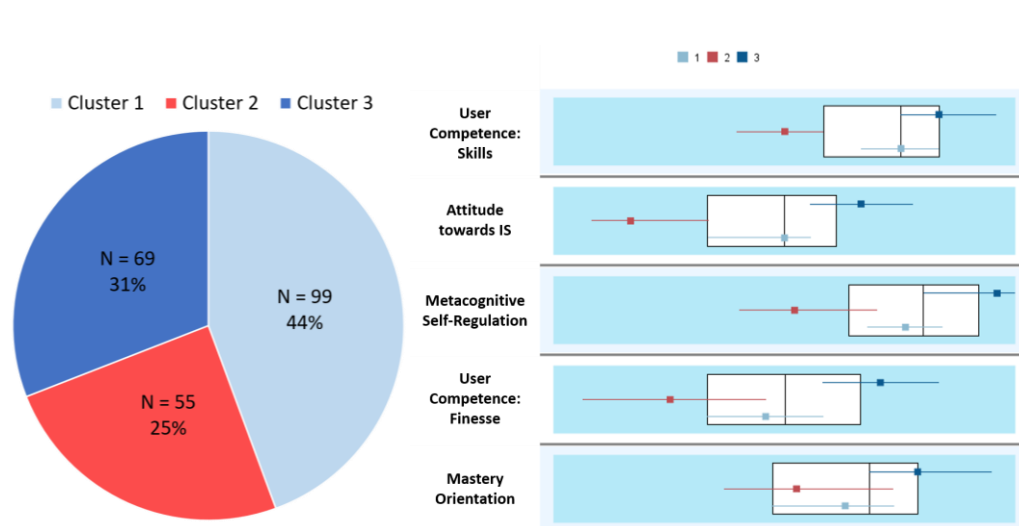 Cluster 1 Cluster 2 Cluster 3
N = 69
31%
N = 99
44%
N = 55
25%
1 2 3
User
Competence:
Skills
Attitude
towards IS
Metacognitive
Self-Regulation
User
Competence:
Finesse
Mastery
Orientation